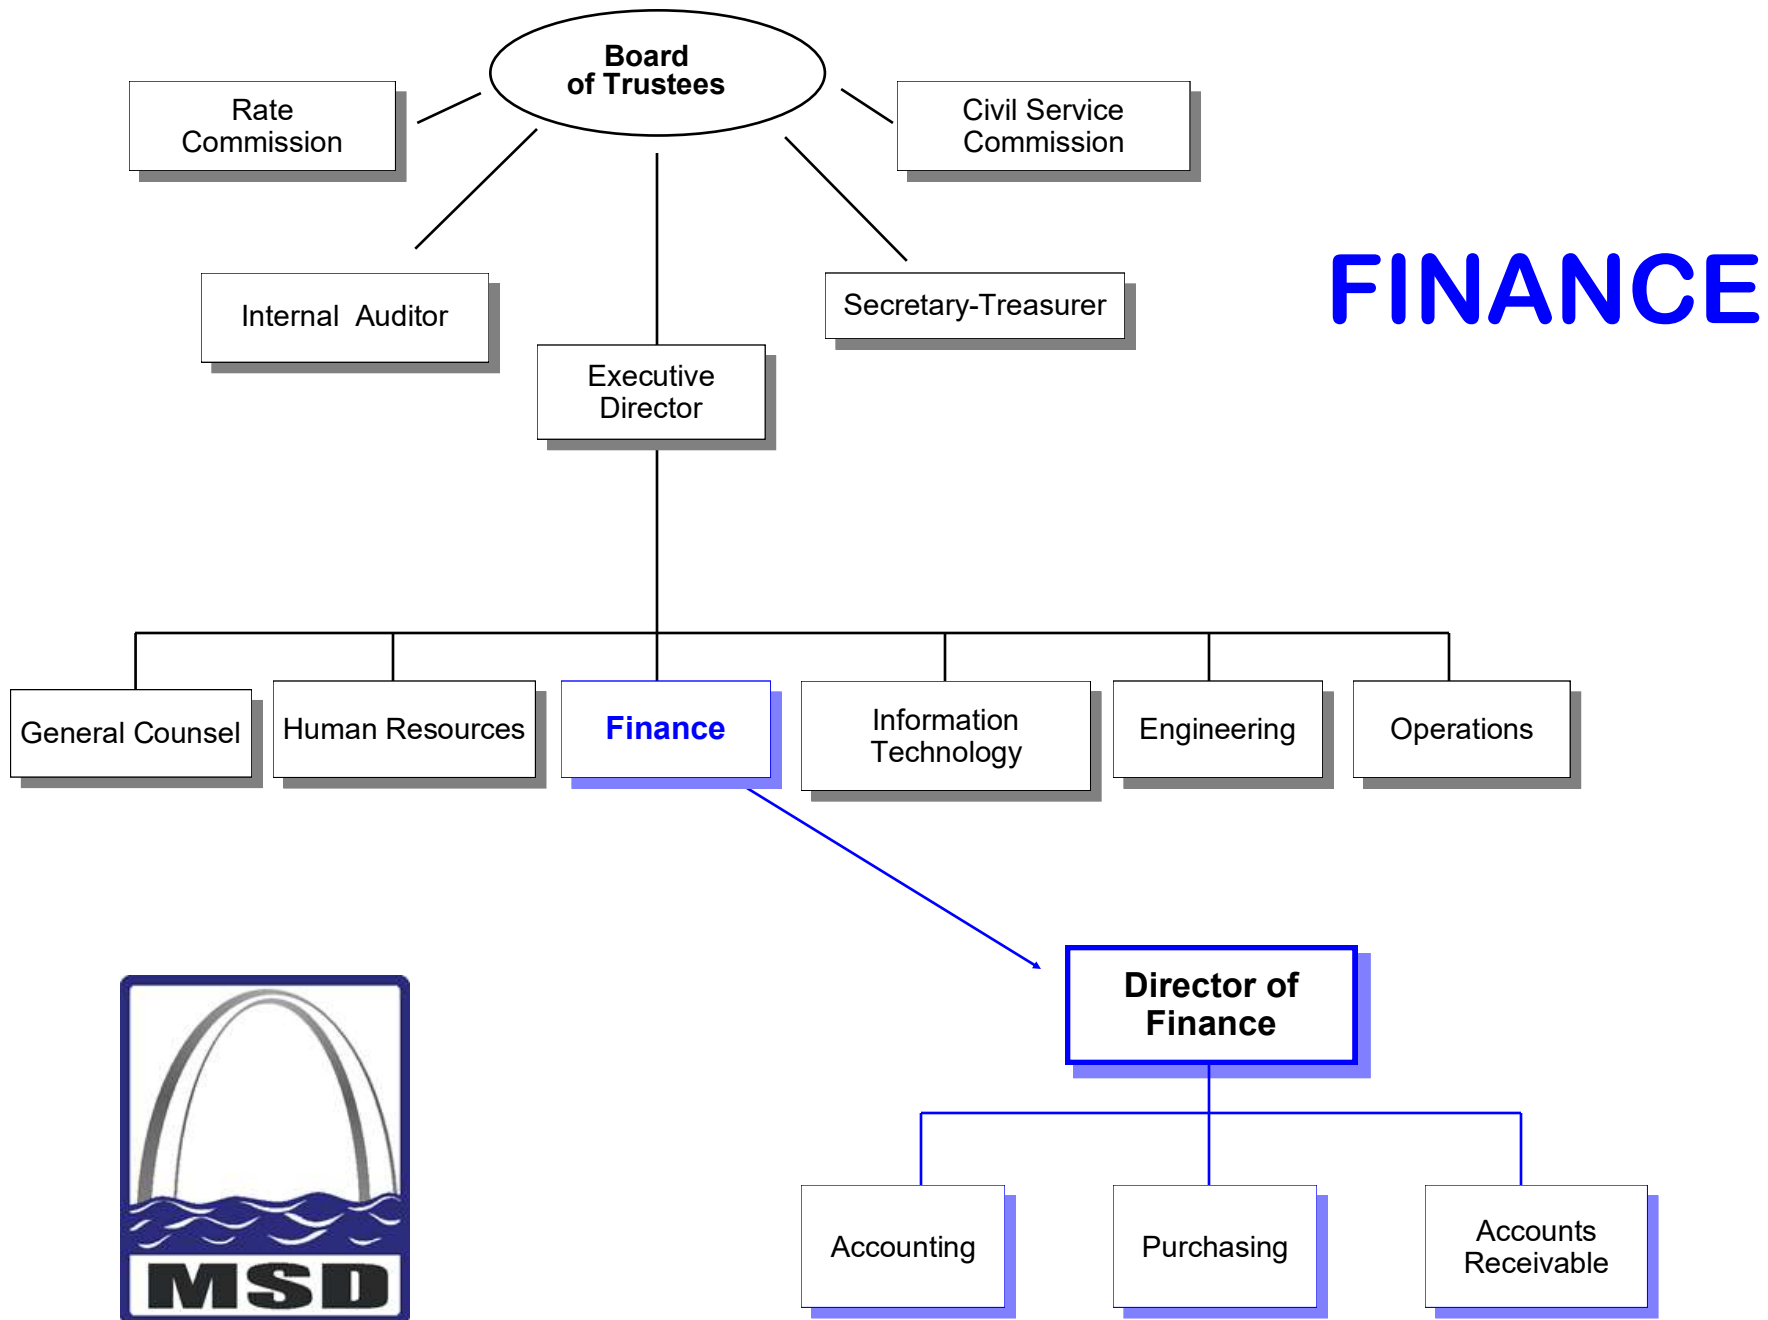 Board
of Trustees
Rate
Commission
Civil Service
Commission
Internal  Auditor
Secretary-Treasurer
FINANCE
Executive
Director
General Counsel
Human Resources
Finance
Information
Technology
Engineering
Operations
Director of
Finance
Accounting
Purchasing
Accounts
Receivable
MSD